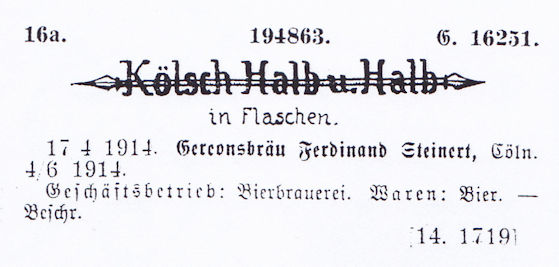 16a. 194863. G. 16251.
Kölsch Halb u. Halb
in Flaschen.
17 4 1914. Gereonsbräu Ferdinand Steinert, Cöln.
4/6 1914.
Geschäftsbetrieb: Bierbrauerei. Waren: Bier. —
Beschr.
[14. 1719]